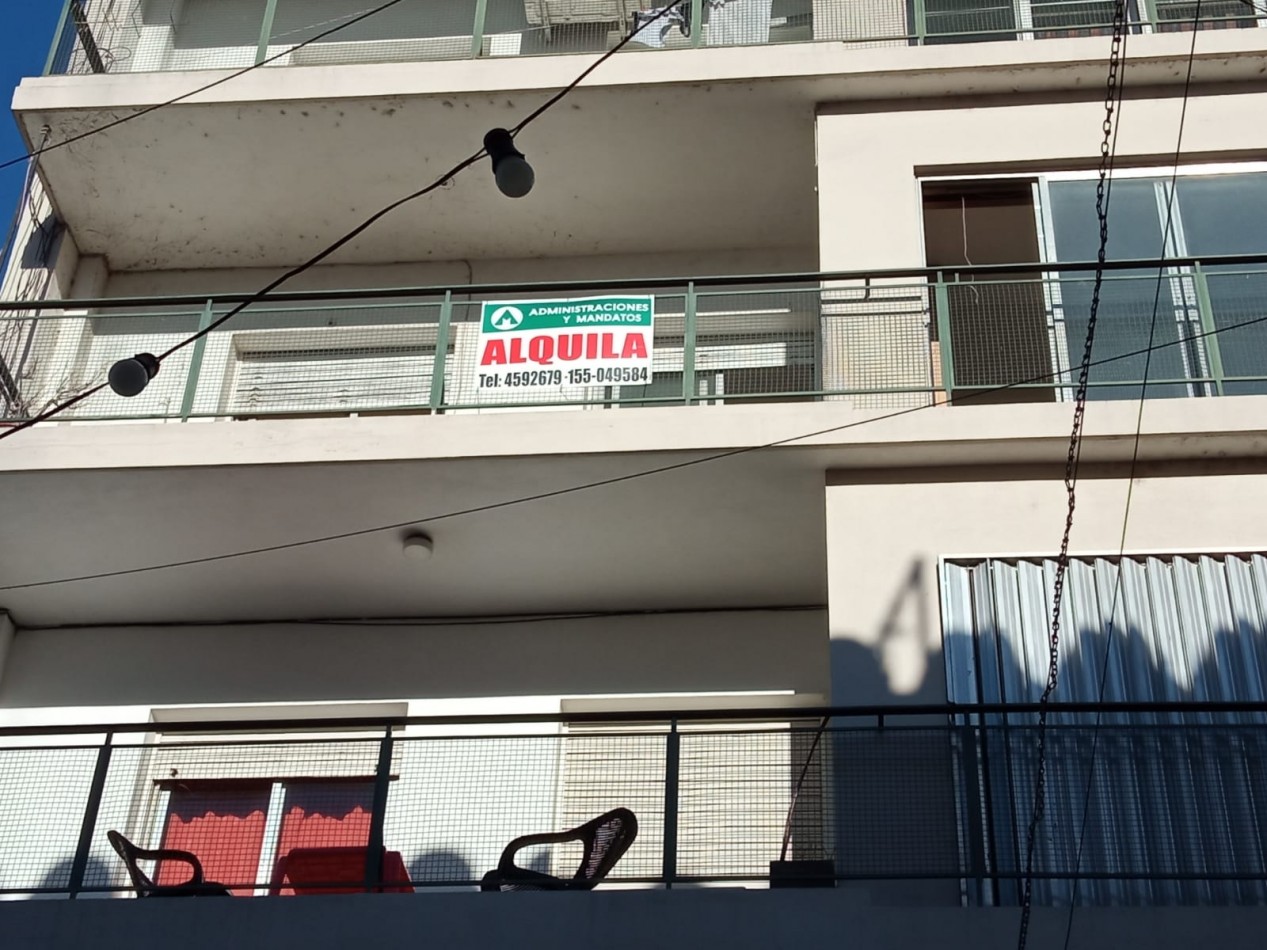 ADMINISTRACIONES
Y MANDATOS
ALQUILA
Tel: 4592679 -155-049584